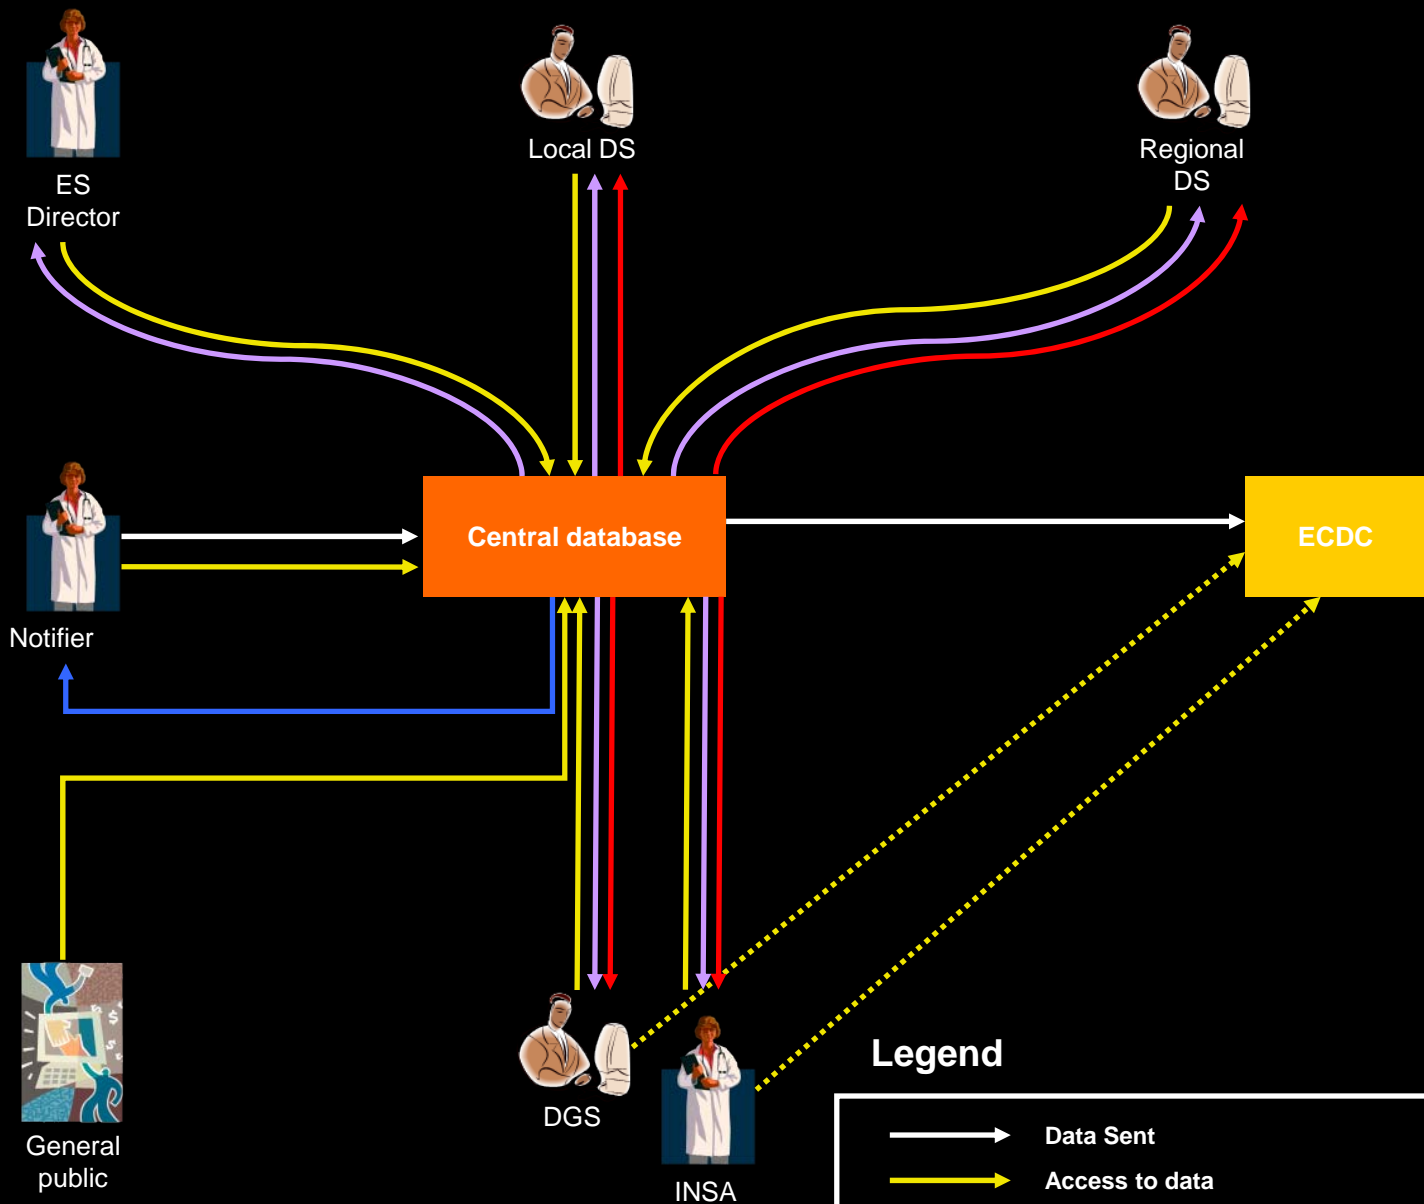 Local DS
Regional
DS
ES
Director
Central database
ECDC
Notifier
Legend
DGS
Data Sent
General
public
Access to data
INSA